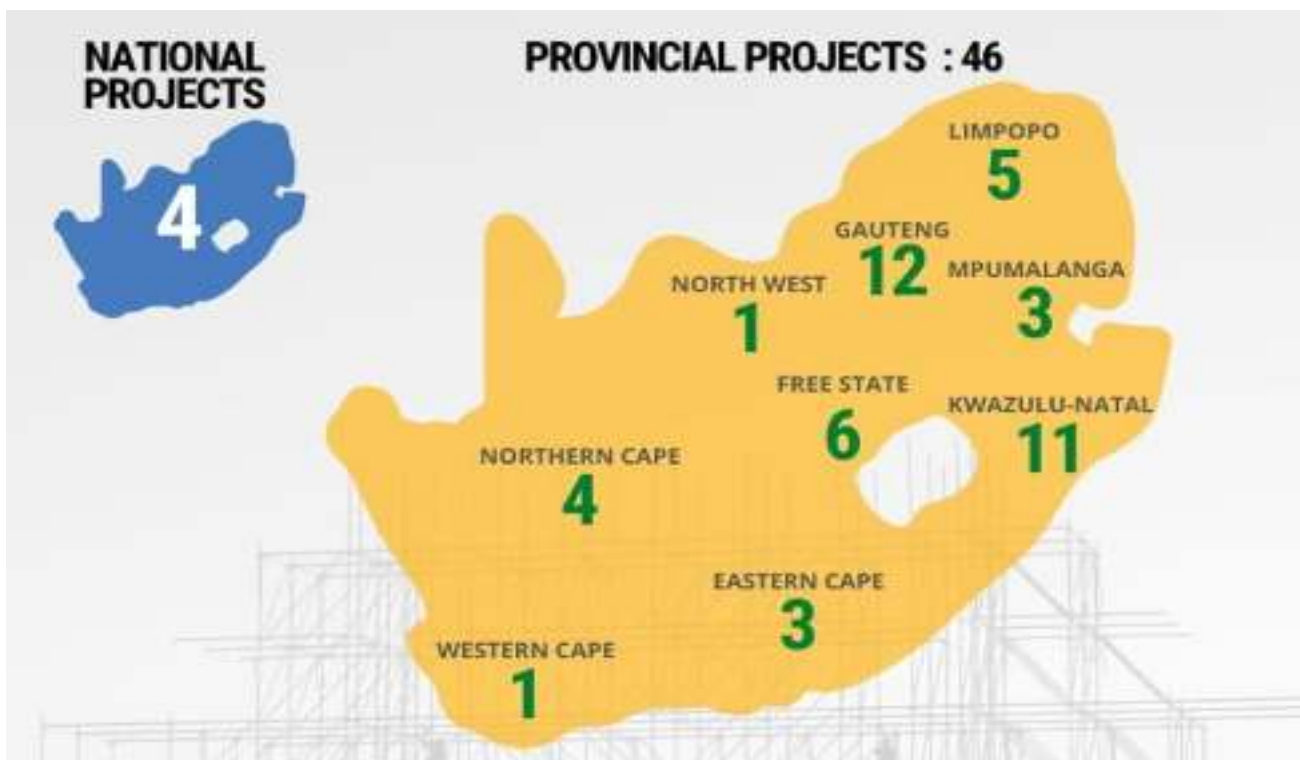 NATIONAL
PROJECTS
4
PROVINCIAL PROJECTS : 46
LIMPOPO
5
GAUTENG
12
MPUMALANGA
3
NORTH WEST
1
FREE STATE
6
KWAZULU-NATAL
11
NORTHERN CAPE
4
EASTERN CAPE
3
WESTERN CAPE
1